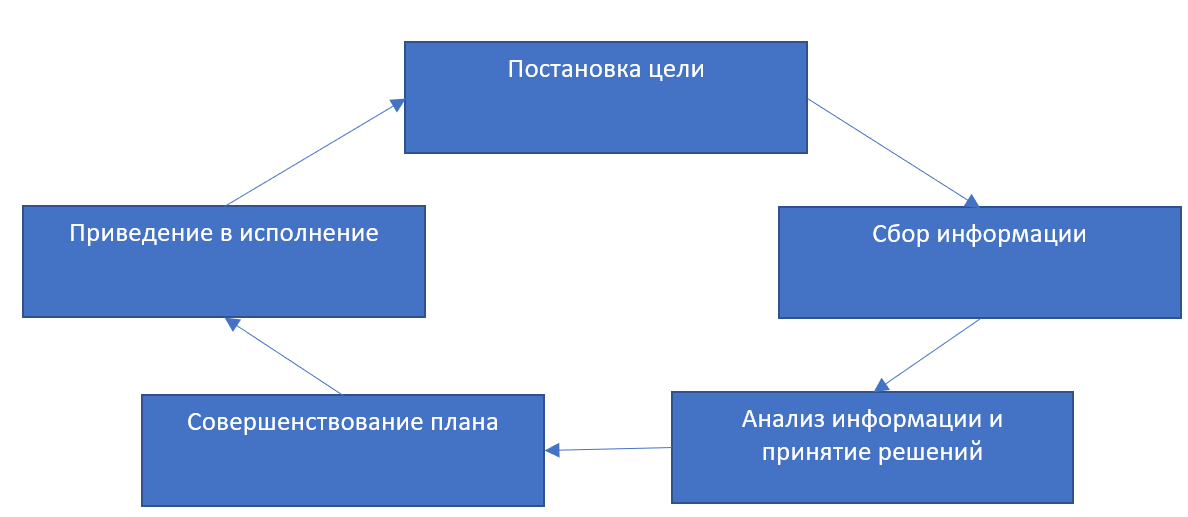 Постановка цели
Приведение в исполнение
Сбор информации
Совершенствование плана
Анализ информации и
принятие решений